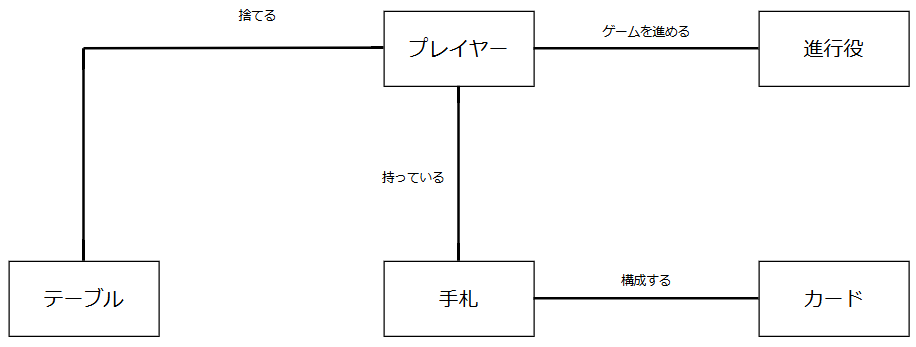 捨てる
プレイヤー
ゲームを進める
進行役
持っている
テーブル
手札
構成する
カード